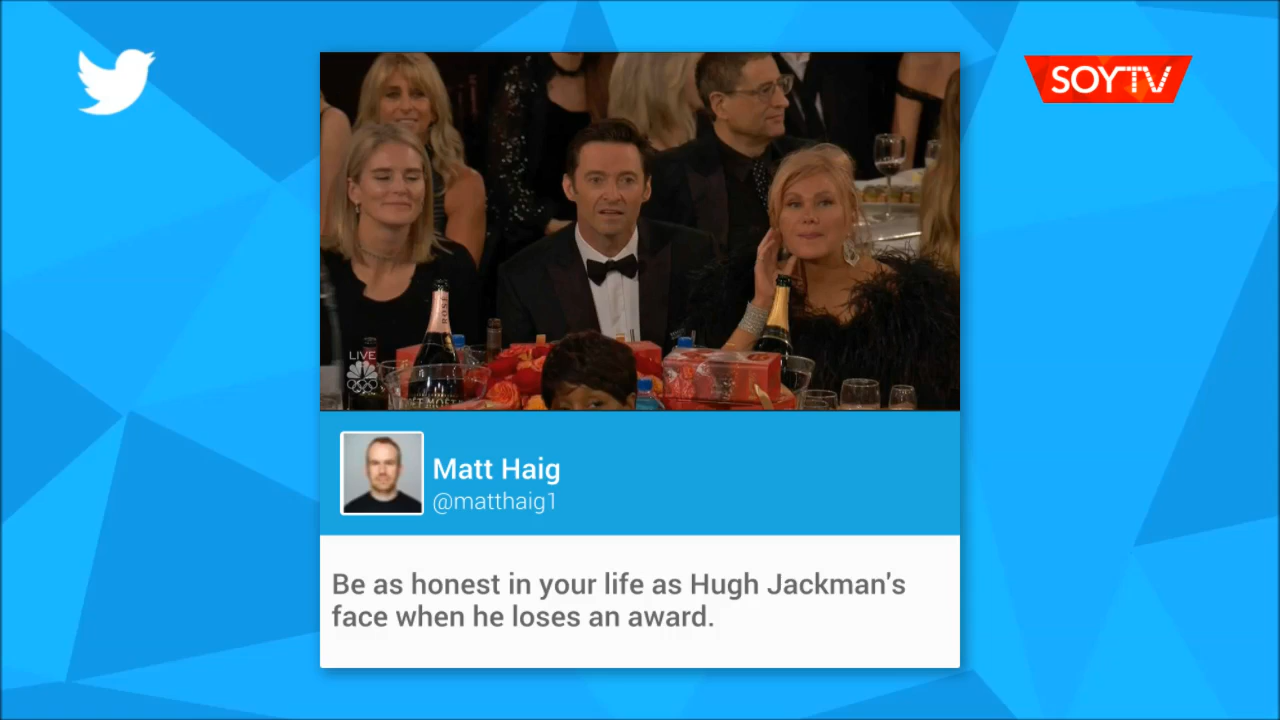 SOYTV
ROSÉ
LIVE
Matt Haig
@matthaig1
Be as honest in your life as Hugh Jackman's
face when he loses an award.